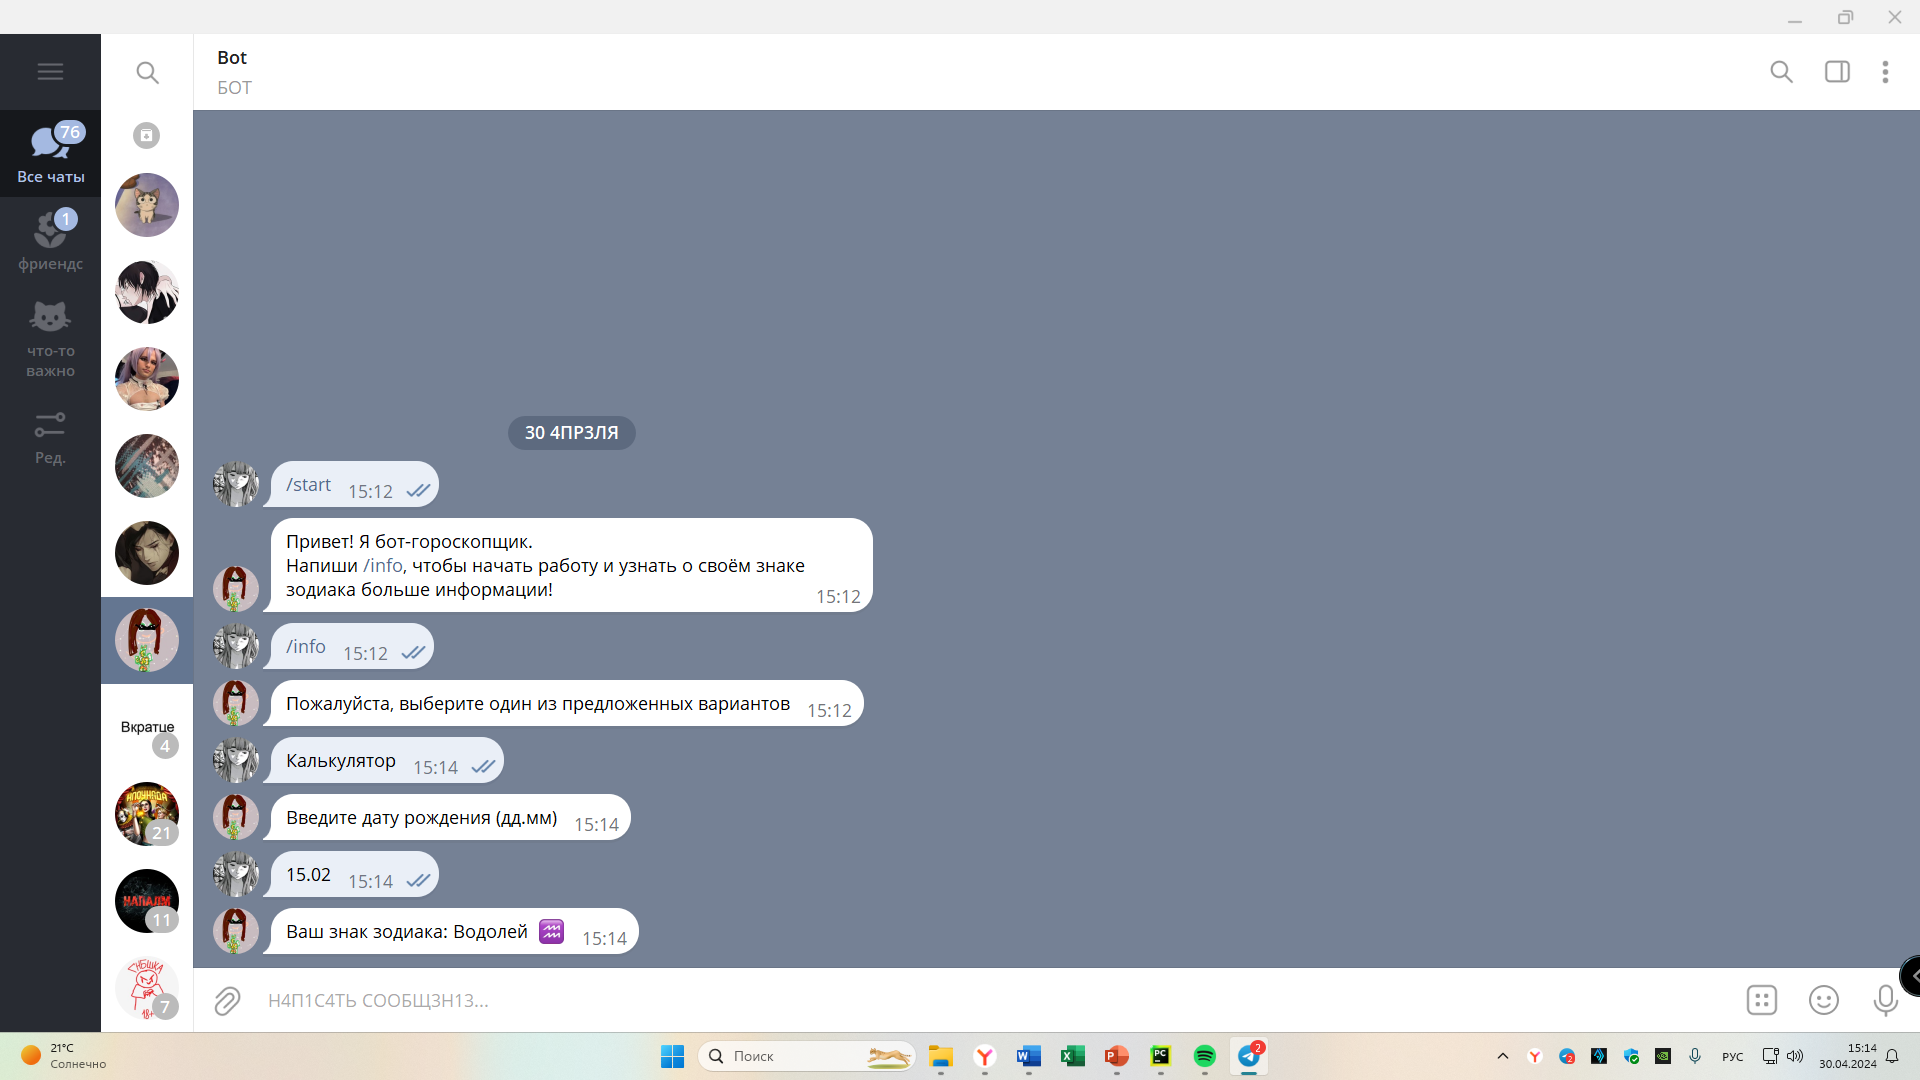 Bot
БОТ
76
Все чаты
1
фриендс
что-то
важно
Ред.
Вкратце
4
21
НАПАЛМ
11
7
18+
30 4ПР3ЛЯ
/start 15:12
Привет! Я бот-гороскопщик.
Напиши /info, чтобы начать работу и узнать о своём знаке
зодиака больше информации!
15:12
/info 15:12
Пожалуйста, выберите один из предложенных вариантов 15:12
Калькулятор 15:14
Введите дату рождения (дд.мм) 15:14
15.02 15:14
Ваш знак зодиака: Водолей ♒ 15:14
Н4П1С4ТЬ СООБЩ3Н13...
21°C
Солнечно
Поиск
2
РУС
15:14
30.04.2024